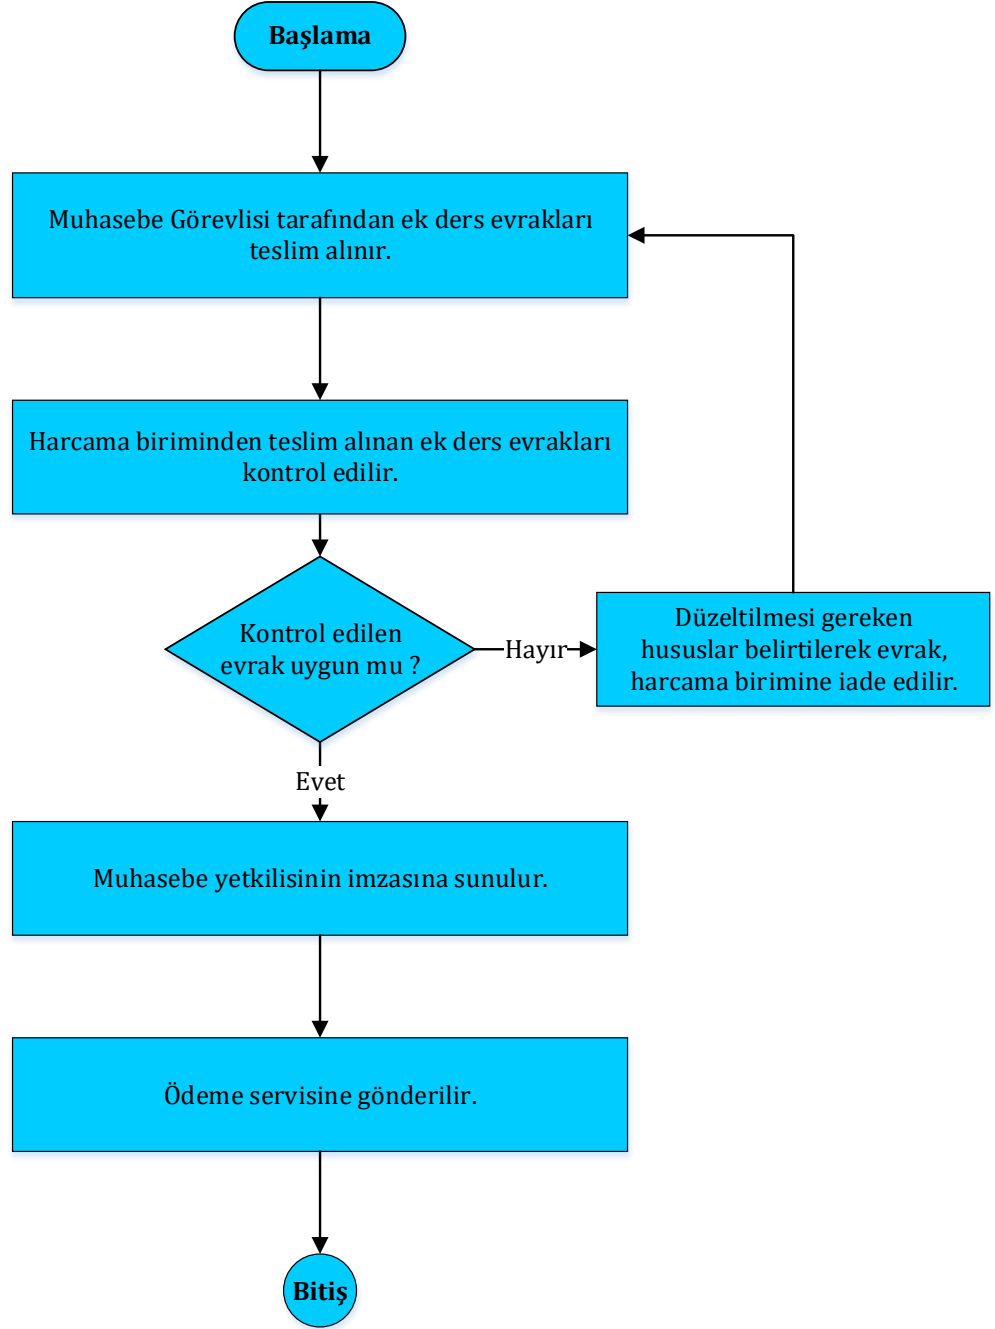 Başlama
Muhasebe Görevlisi tarafından ek ders evrakları
teslim alınır.
Harcama biriminden teslim alınan ek ders evrakları
kontrol edilir.
Kontrol edilen
evrak uygun mu ?
Hayır
Düzeltilmesi gereken
hususlar belirtilerek evrak,
harcama birimine iade edilir.
Evet
Muhasebe yetkilisinin imzasına sunulur.
Ödeme servisine gönderilir.
Bitiş